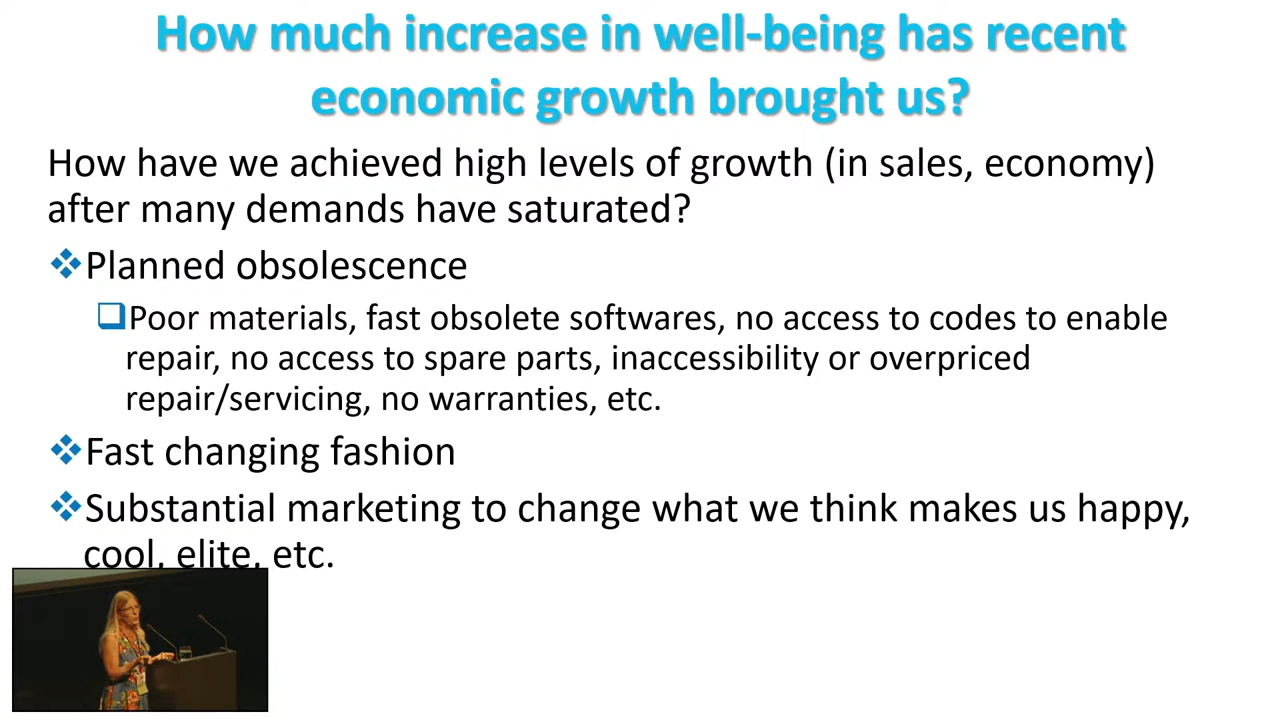 How much increase in well-being has recent
economic growth brought us?
How have we achieved high levels of growth (in sales, economy)
after many demands have saturated?
Planned obsolescence
Poor materials, fast obsolete softwares, no access to codes to enable
repair, no access to spare parts, inaccessibility or overpriced
repair/servicing, no warranties, etc.
Fast changing fashion
Substantial marketing to change what we think makes us happy,
cool, elite, etc.